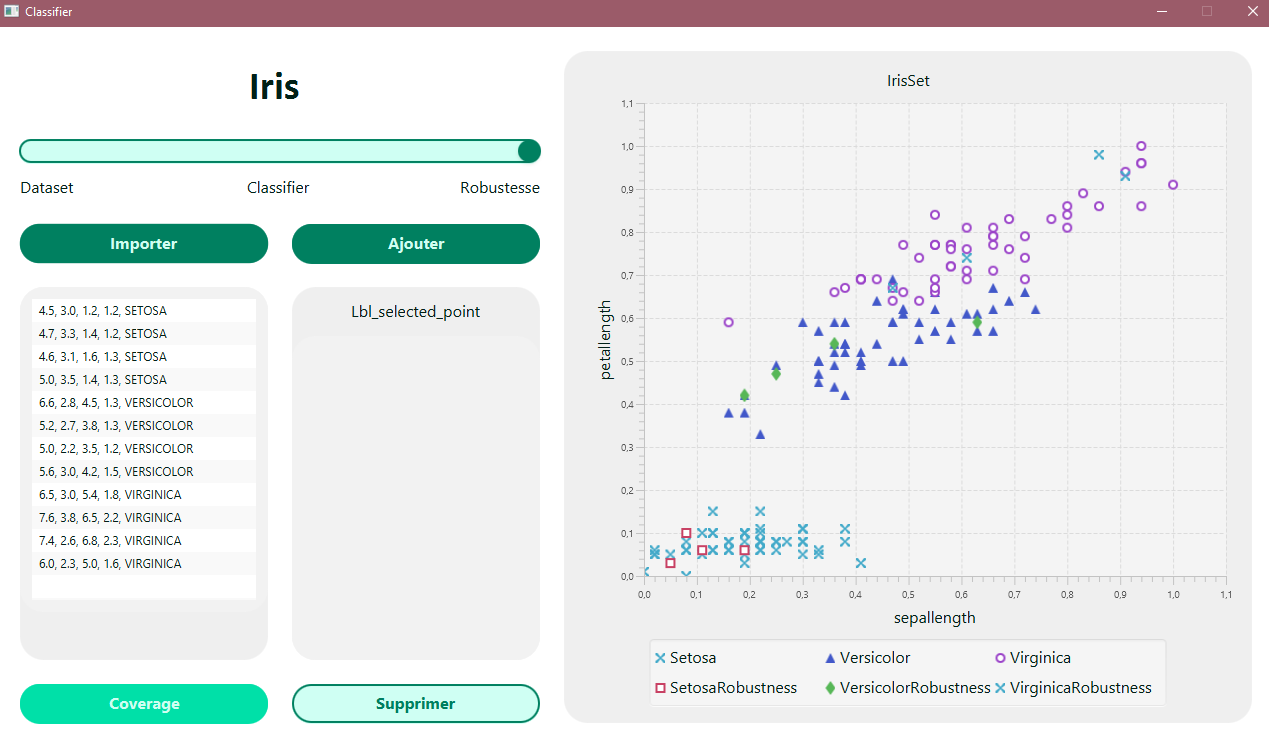 Classifier
Iris
Dataset Classifier Robustesse
Importer Ajouter
4.5, 3.0, 1.2, 1.2, SETOSA
4.7, 3.3, 1.4, 1.2, SETOSA
4.6, 3.1, 1.6, 1.3, SETOSA
5.0, 3.5, 1.4, 1.3, SETOSA
6.6, 2.8, 4.5, 1.3, VERSICOLOR
5.2, 2.7, 3.8, 1.3, VERSICOLOR
5.0, 2.2, 3.5, 1.2, VERSICOLOR
5.6, 3.0, 4.2, 1.5, VERSICOLOR
6.5, 3.0, 5.4, 1.8, VIRGINICA
7.6, 3.8, 6.5, 2.2, VIRGINICA
7.4, 2.6, 6.8, 2.3, VIRGINICA
6.0, 2.3, 5.0, 1.6, VIRGINICA
Lbl_selected_point
Coverage Supprimer
IrisSet
petallength
1,1
1,0
0,9
0,8
0,7
0,6
0,5
0,4
0,3
0,2
0,1
0,0
0,0 0,1 0,2 0,3 0,4 0,5 0,6 0,7 0,8 0,9 1,0 1,1
sepallength
Setosa Versicolor Virginica
SetosaRobustness VersicolorRobustness VirginicaRobustness